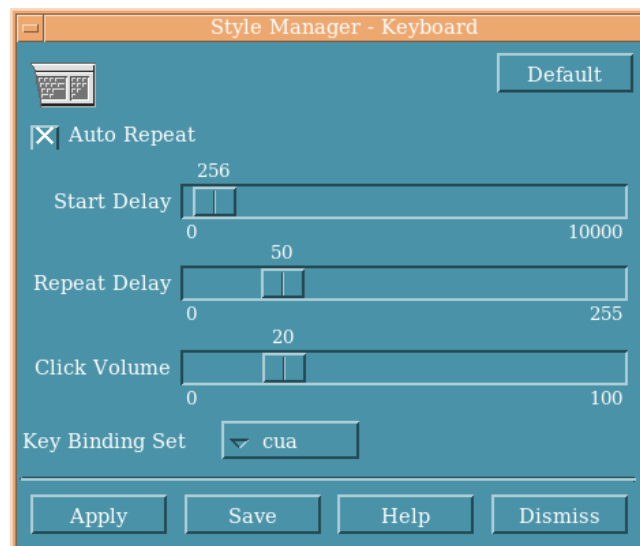 Style Manager - Keyboard
Default
Auto Repeat
256
Start Delay
0 10000
50
Repeat Delay
0 255
20
Click Volume
0 100
Key Binding Set cua
Apply Save Help Dismiss